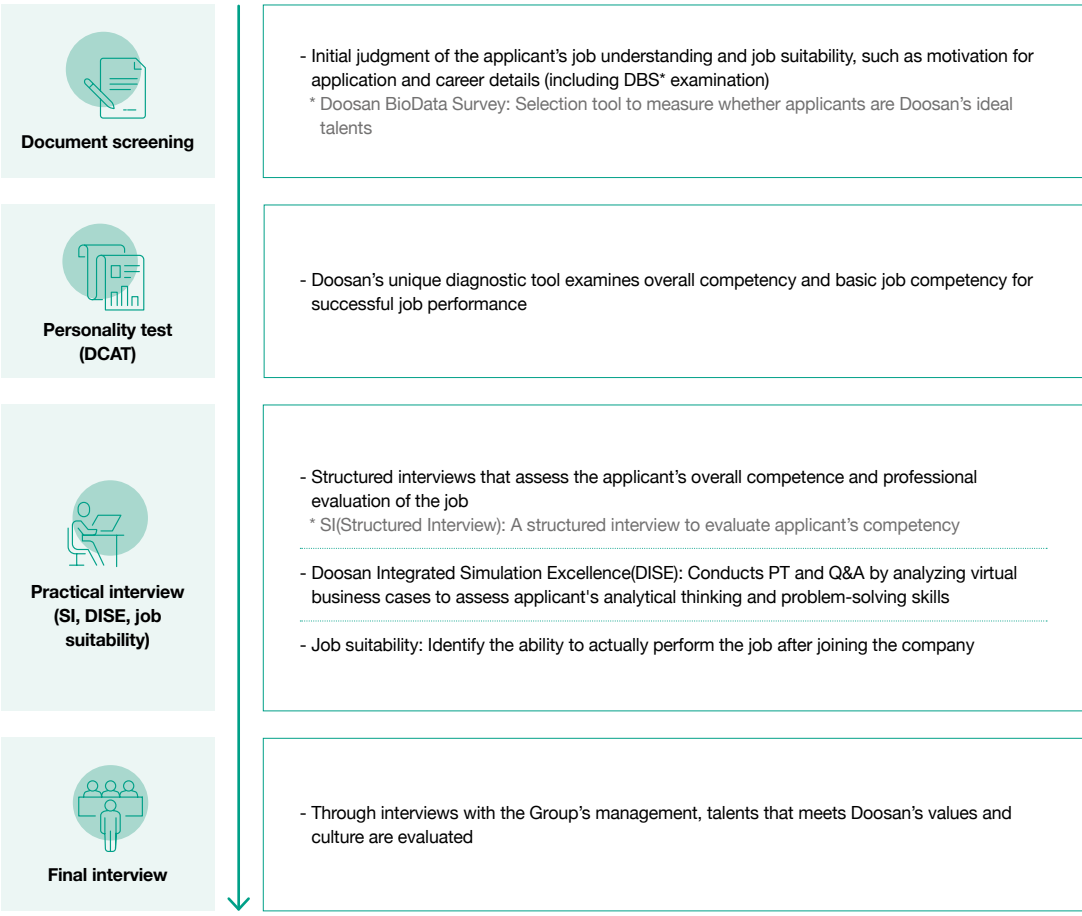 Document screening
- Initial judgment of the applicant's job understanding and job suitability, such as motivation for
application and career details (including DBS* examination)
* Doosan BioData Survey: Selection tool to measure whether applicants are Doosan's ideal
talents
Personality test
(DCAT)
- Doosan's unique diagnostic tool examines overall competency and basic job competency for
successful job performance
Practical interview
(SI, DISE, job
suitability)
- Structured interviews that assess the applicant's overall competence and professional
evaluation of the job
* SI(Structured Interview): A structured interview to evaluate applicant's competency
- Doosan Integrated Simulation Excellence(DISE): Conducts PT and Q&A by analyzing virtual
business cases to assess applicant's analytical thinking and problem-solving skills
- Job suitability: Identify the ability to actually perform the job after joining the company
Final interview
- Through interviews with the Group's management, talents that meets Doosan's values and
culture are evaluated